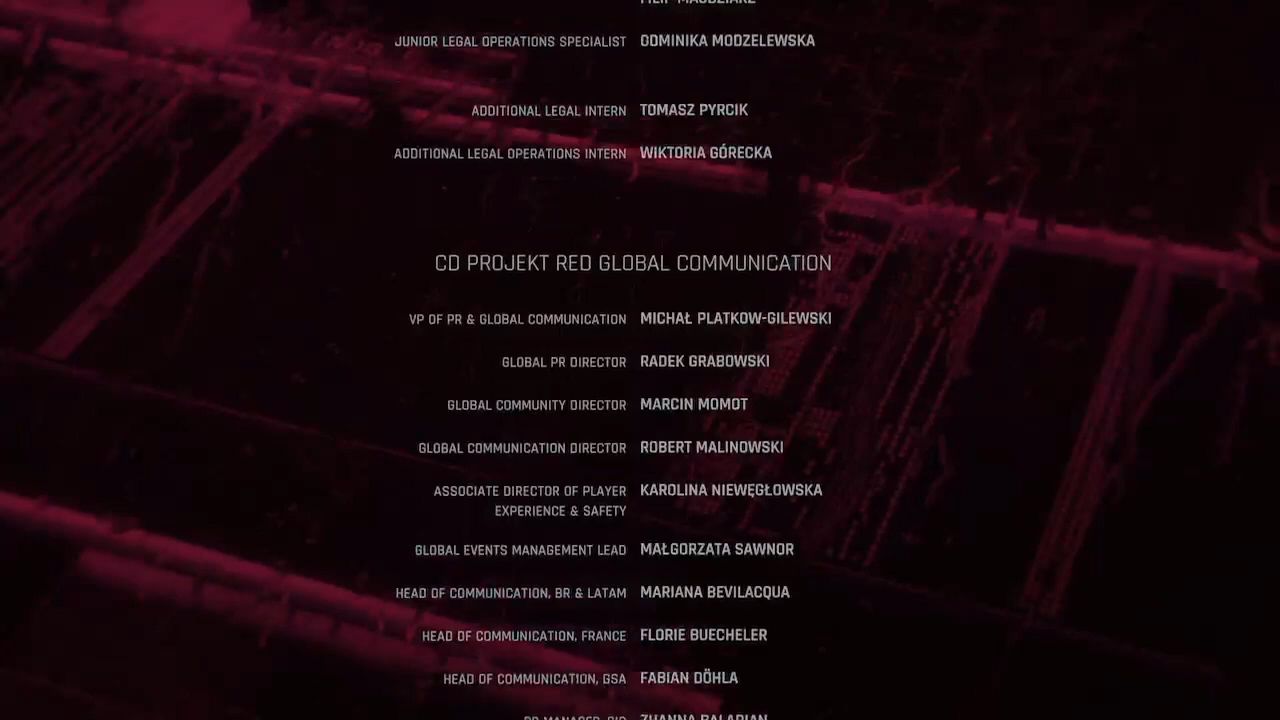 JUNIOR LEGAL OPERATIONS SPECIALIST DOMINIKA MODZELEWSKA
ADDITIONAL LEGAL INTERN TOMASZ PYRCIK
ADDITIONAL LEGAL OPERATIONS INTERN WIKTORIA GÓRECKA
CD PROJEKT RED GLOBAL COMMUNICATION
VP OF PR & GLOBAL COMMUNICATION MICHAŁ PLATKOW-GILEWSKI
GLOBAL PR DIRECTOR RADEK GRABOWSKI
GLOBAL COMMUNITY DIRECTOR MARCIN MOMOT
GLOBAL COMMUNICATION DIRECTOR ROBERT MALINOWSKI
ASSOCIATE DIRECTOR OF PLAYER KAROLINA NIEWĘGŁOWSKA
EXPERIENCE & SAFETY
GLOBAL EVENTS MANAGEMENT LEAD MAŁGORZATA SAWNOR
HEAD OF COMMUNICATION, BR & LATAM MARIANA BEVILACQUA
HEAD OF COMMUNICATION, FRANCE FLORIE BUECHELER
HEAD OF COMMUNICATION, GSA FABIAN DÖHLA